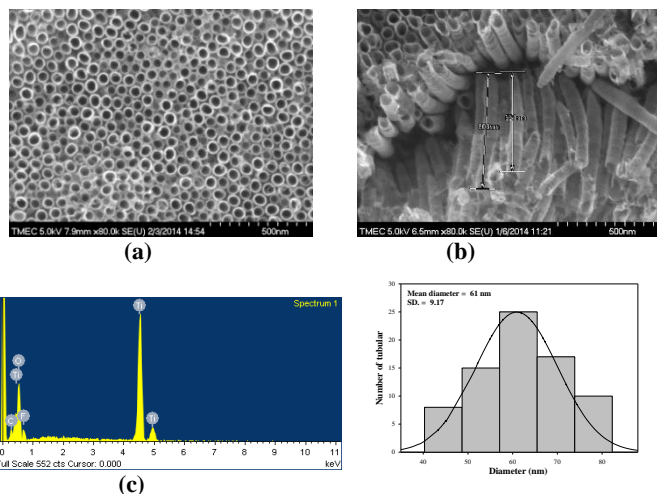 TMEC 5.0kV 7.9mm x80.0k SE(U) 2/3/2014 14:54
500nm
(a)
TMEC 5.0kV 6.5mm x80.0k SE(U) 1/6/2014 11:21
500nm
(b)
Spectrum 1
Ti
O
Ti
C
F
Ti
0 1 2 3 4 5 6 7 8 9 10 11
Full Scale 552 cts Cursor: 0.000
keV
(c)
Mean diameter = 61 nm
SD. = 9.17
Number of tubular
30
25
20
15
10
5
0
40 50 60 70 80
Diameter (nm)